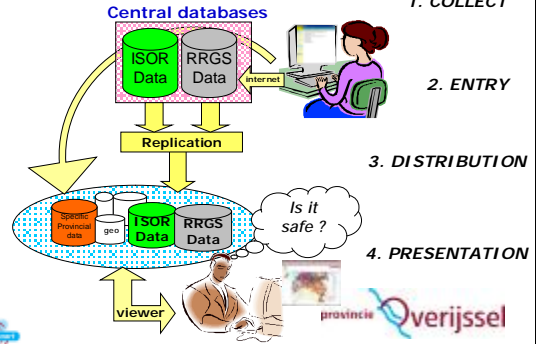 1. COLLECT
Central databases
ISOR
Data
RRGS
Data
internet
2. ENTRY
Replication
3. DISTRIBUTION
Specific
Provincial
data
geo
ISOR
Data
RRGS
Data
Is it
safe ?
4. PRESENTATION
viewer
provincie Overijssel